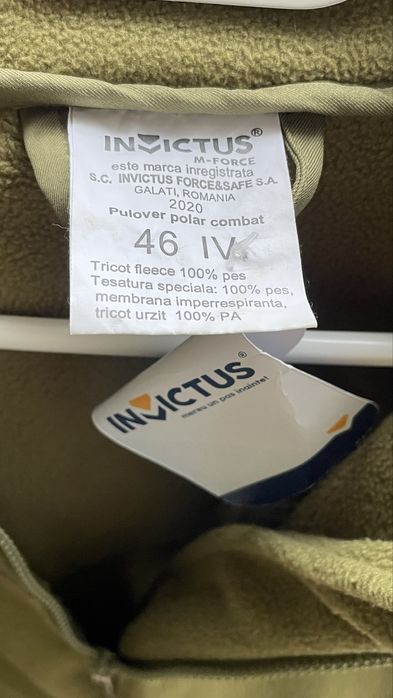 INVICTUS®
M-FORCE
este marca inregistrata
S.C. INVICTUS FORCE&SAFE S.A.
GALATI, ROMANIA
2020
Pulover polar combat
46 IV
Tricot fleece 100% pes
Tesatura speciala: 100% pes,
membrana imperrespiranta,
tricot urzit 100% PA
INVICTUS®
mereu un pas inainte!